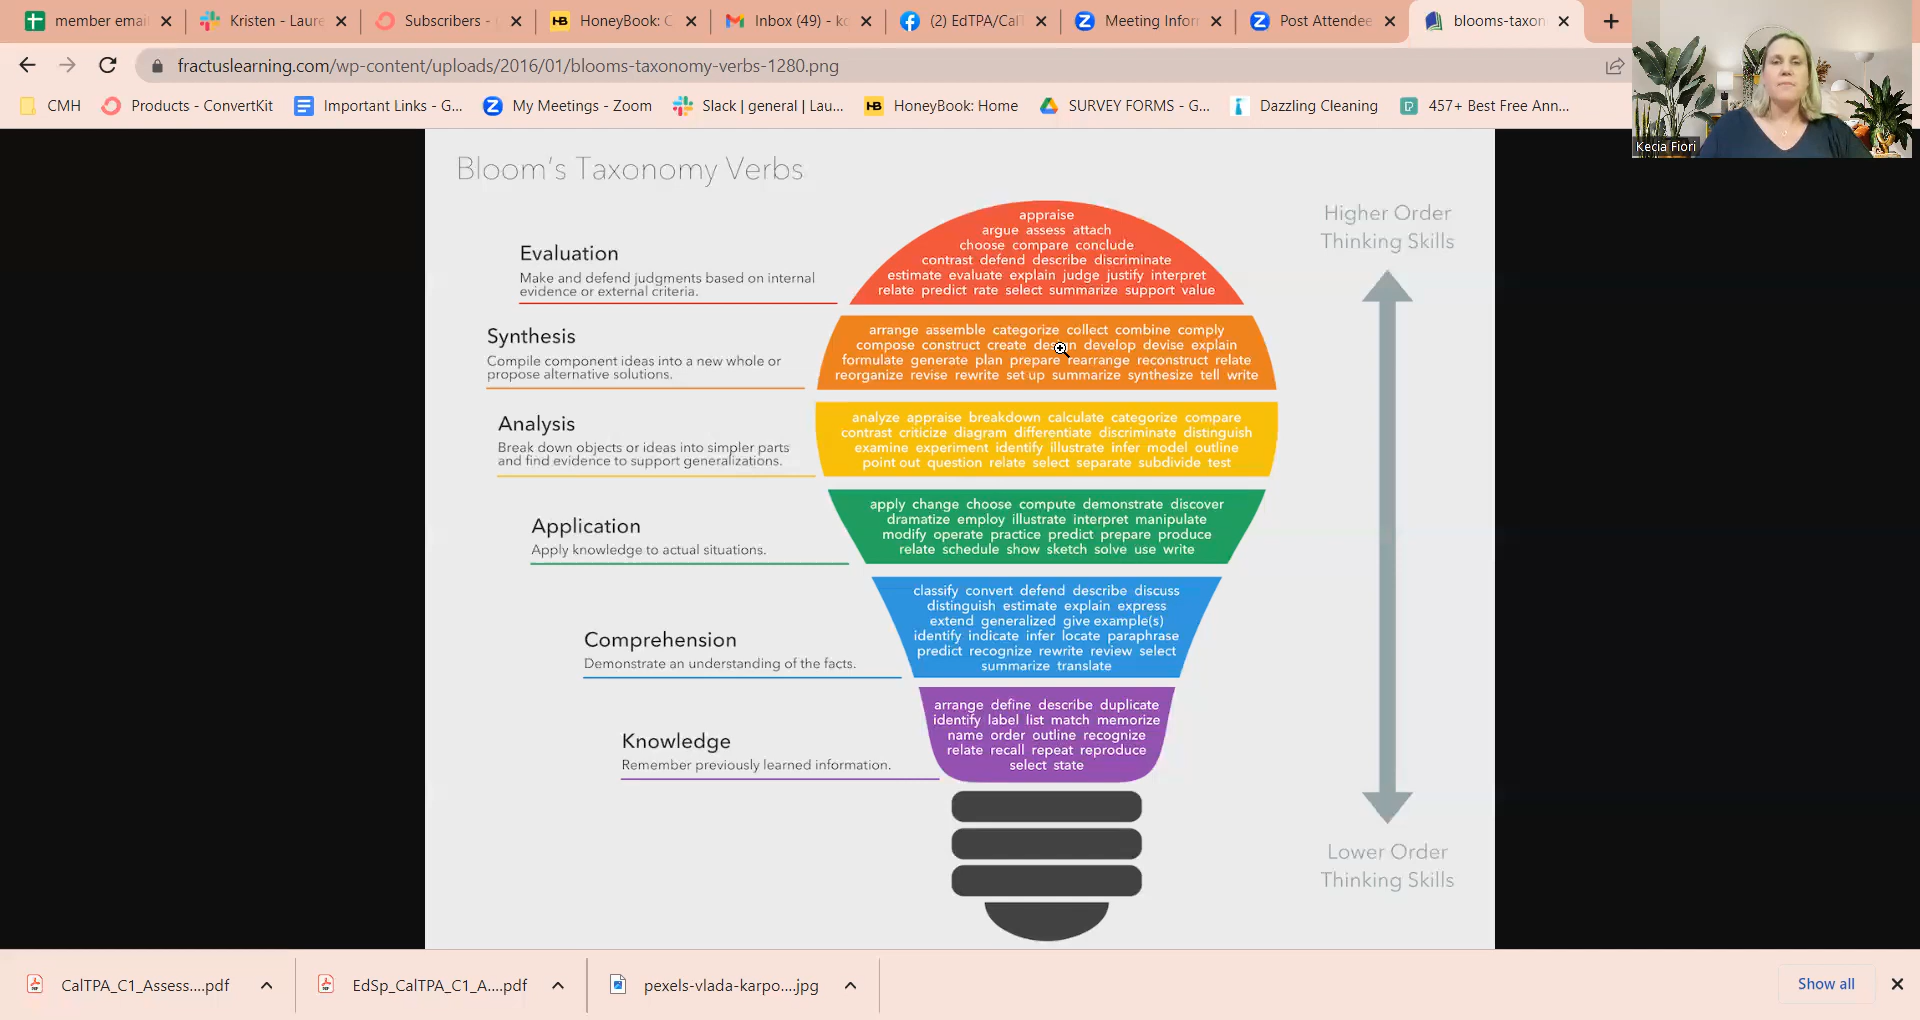 member emai
Kristen - Laure
Subscribers -
HoneyBook: C
Inbox (49) - k
(2) EdTPA/Cal
Meeting Infor
Post Attendee
blooms-taxon
fractuslearning.com/wp-content/uploads/2016/01/blooms-taxonomy-verbs-1280.png
CMH
Products - ConvertKit
Important Links - G...
My Meetings - Zoom
Slack | general | Lau...
HoneyBook: Home
SURVEY FORMS - G...
Dazzling Cleaning
457+ Best Free Ann...
Kecia Fiori
Bloom's Taxonomy Verbs
Higher Order
Thinking Skills
Evaluation
Make and defend judgments based on internal
evidence or external criteria.
appraise
argue assess attach
choose compare conclude
contrast defend describe discriminate
estimate evaluate explain judge justify interpret
relate predict rate select summarize support value
Synthesis
Compile component ideas into a new whole or
propose alternative solutions.
arrange assemble categorize collect combine comply
compose construct create design develop devise explain
formulate generate plan prepare rearrange reconstruct relate
reorganize revise rewrite set up summarize synthesize tell write
Analysis
Break down objects or ideas into simpler parts
and find evidence to support generalizations.
analyze appraise breakdown calculate categorize compare
contrast criticize diagram differentiate discriminate distinguish
examine experiment identify illustrate infer model outline
point out question relate select separate subdivide test
Application
Apply knowledge to actual situations.
apply change choose compute demonstrate discover
dramatize employ illustrate interpret manipulate
modify operate practice predict prepare produce
relate schedule show sketch solve use write
Comprehension
Demonstrate an understanding of the facts.
classify convert defend describe discuss
distinguish estimate explain express
extend generalized give example(s)
identify indicate infer locate paraphrase
predict recognize rewrite review select
summarize translate
Knowledge
Remember previously learned information.
arrange define describe duplicate
identify label list match memorize
name order outline recognize
relate recall repeat reproduce
select state
Lower Order
Thinking Skills
CalTPA_C1_Assess....pdf
EdSp_CalTPA_C1_A....pdf
pexels-vlada-karpo....jpg
Show all